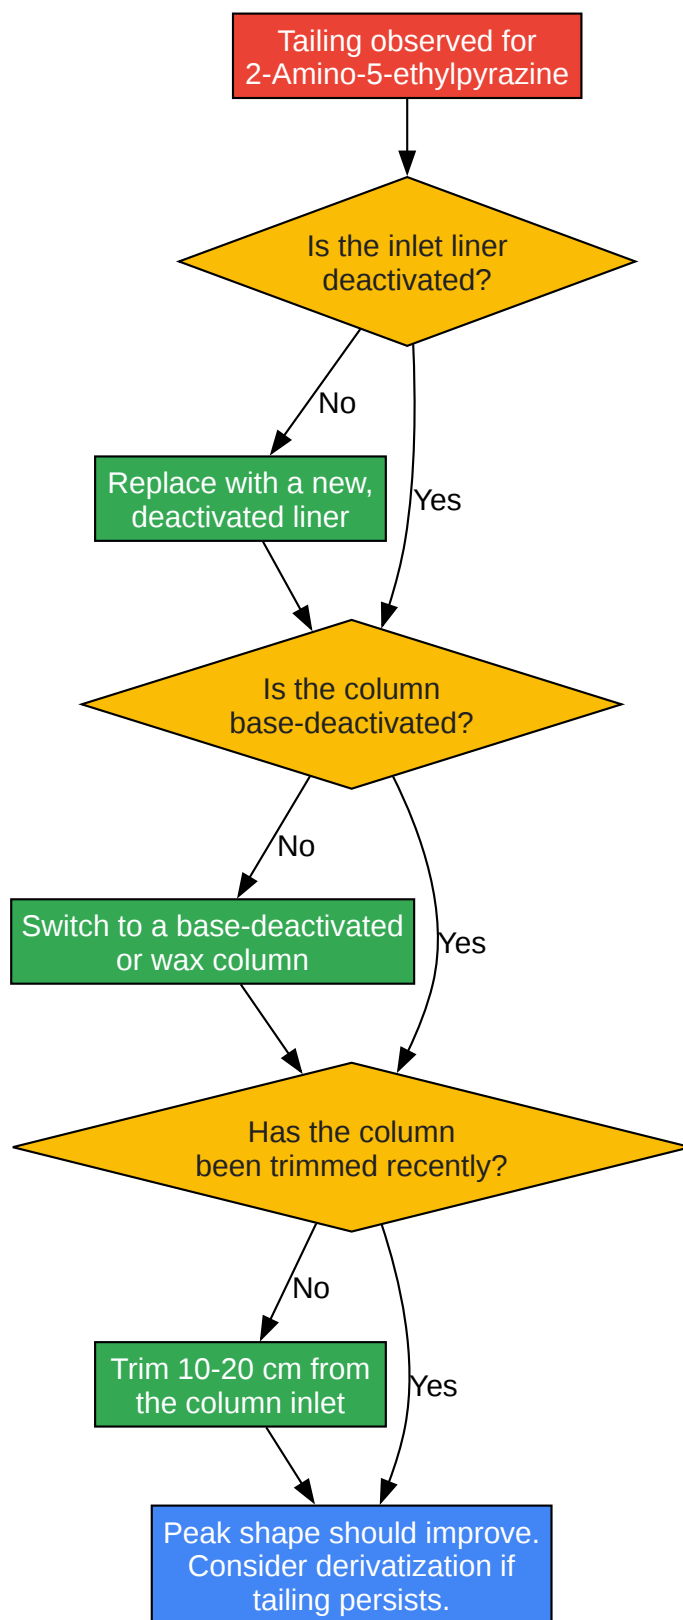 Tailing observed for
2-Amino-5-ethylpyrazine
Is the inlet liner
deactivated?
No
Replace with a new,
deactivated liner
Yes
Is the column
base-deactivated?
No
Switch to a base-deactivated
or wax column
Yes
Has the column
been trimmed recently?
No
Trim 10-20 cm from
the column inlet
Yes
Peak shape should improve.
Consider derivatization if
tailing persists.